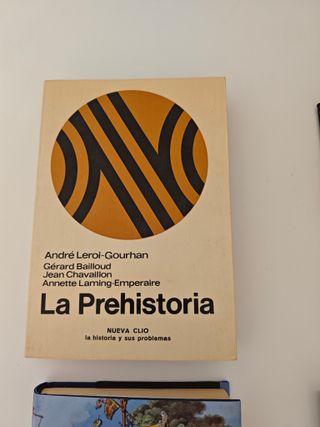 André Leroi-Gourhan
Gérard Bailloud
Jean Chavaillon
Annette Laming-Emperaire
La Prehistoria
NUEVA CLIO
la historia y sus problemas